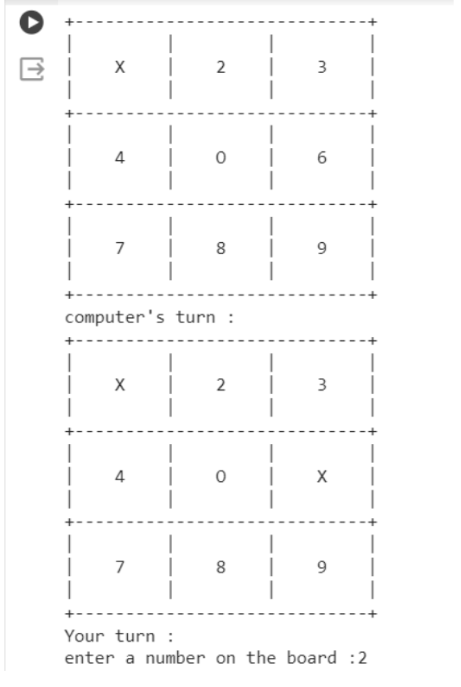 +-----------------------------+
|         |         |         |
|    X    |    2    |    3    |
|         |         |         |
+-----------------------------+
|         |         |         |
|    4    |    O    |    6    |
|         |         |         |
+-----------------------------+
|         |         |         |
|    7    |    8    |    9    |
|         |         |         |
+-----------------------------+
computer's turn :
+-----------------------------+
|         |         |         |
|    X    |    2    |    3    |
|         |         |         |
+-----------------------------+
|         |         |         |
|    4    |    O    |    X    |
|         |         |         |
+-----------------------------+
|         |         |         |
|    7    |    8    |    9    |
|         |         |         |
+-----------------------------+
Your turn :
enter a number on the board :2